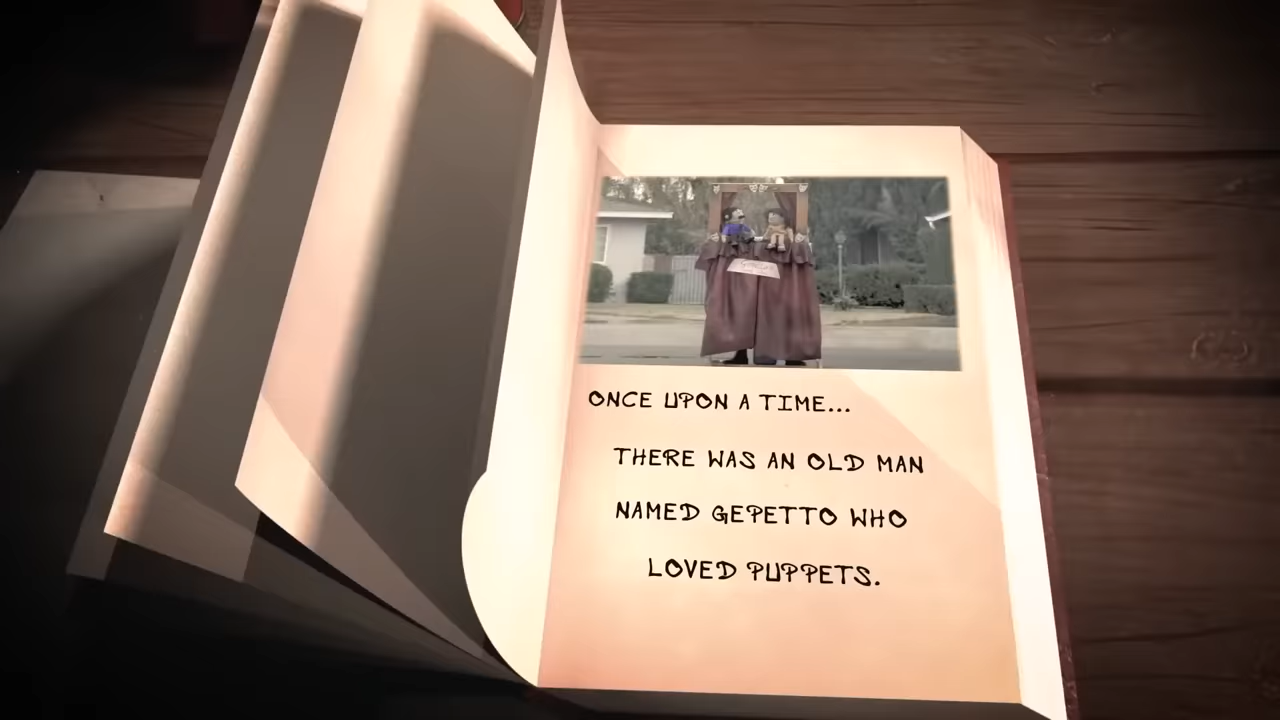 ONCE UPON A TIME...
THERE WAS AN OLD MAN
NAMED GEPETTO WHO
LOVED PUPPETS.